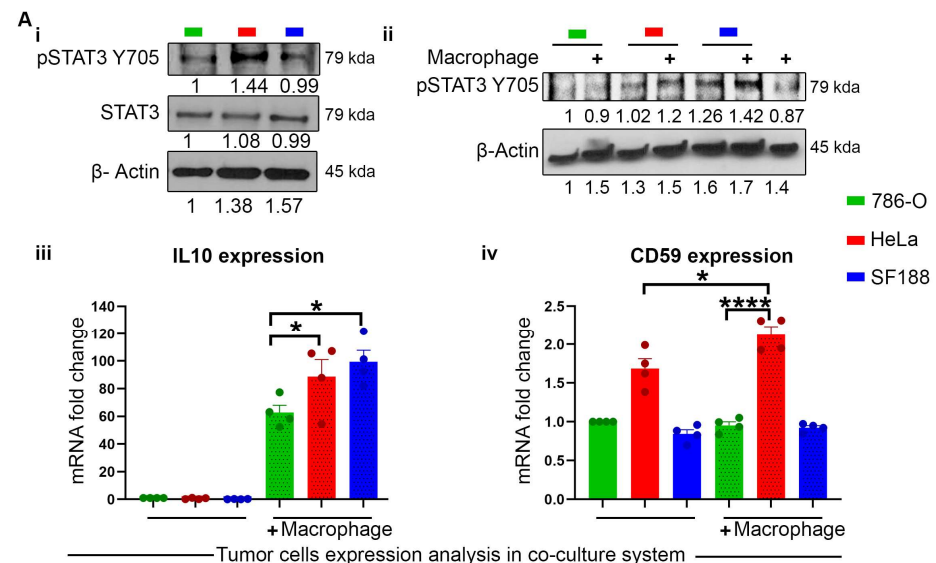 A
i
pSTAT3 Y705
79 kda
1 1.44 0.99
STAT3
79 kda
1 1.08 0.99
β- Actin
45 kda
1 1.38 1.57
ii
Macrophage + + + +
pSTAT3 Y705
79 kda
1 0.9 1.02 1.2 1.26 1.42 0.87
β-Actin
45 kda
1 1.5 1.3 1.5 1.6 1.7 1.4
786-O
HeLa
SF188
iii
IL10 expression
mRNA fold change
140
120
100
80
60
40
20
0
*
*
+ Macrophage
iv
CD59 expression
mRNA fold change
2.5
2.0
1.5
1.0
0.5
0.0
*
****
+ Macrophage
Tumor cells expression analysis in co-culture system